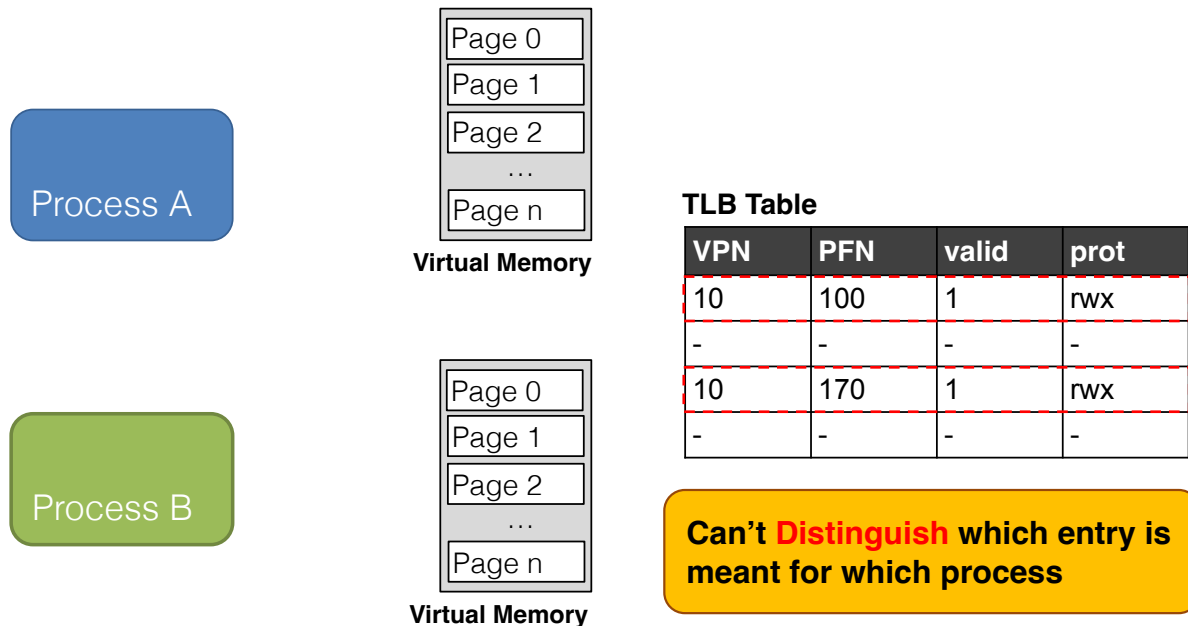 Process A
Page 0
Page 1
Page 2
...
Page n
Virtual Memory
Process B
Page 0
Page 1
Page 2
...
Page n
Virtual Memory
TLB Table
VPN PFN valid prot
10 100 1 rwx
- - - -
10 170 1 rwx
- - - -
Can't Distinguish which entry is
meant for which process